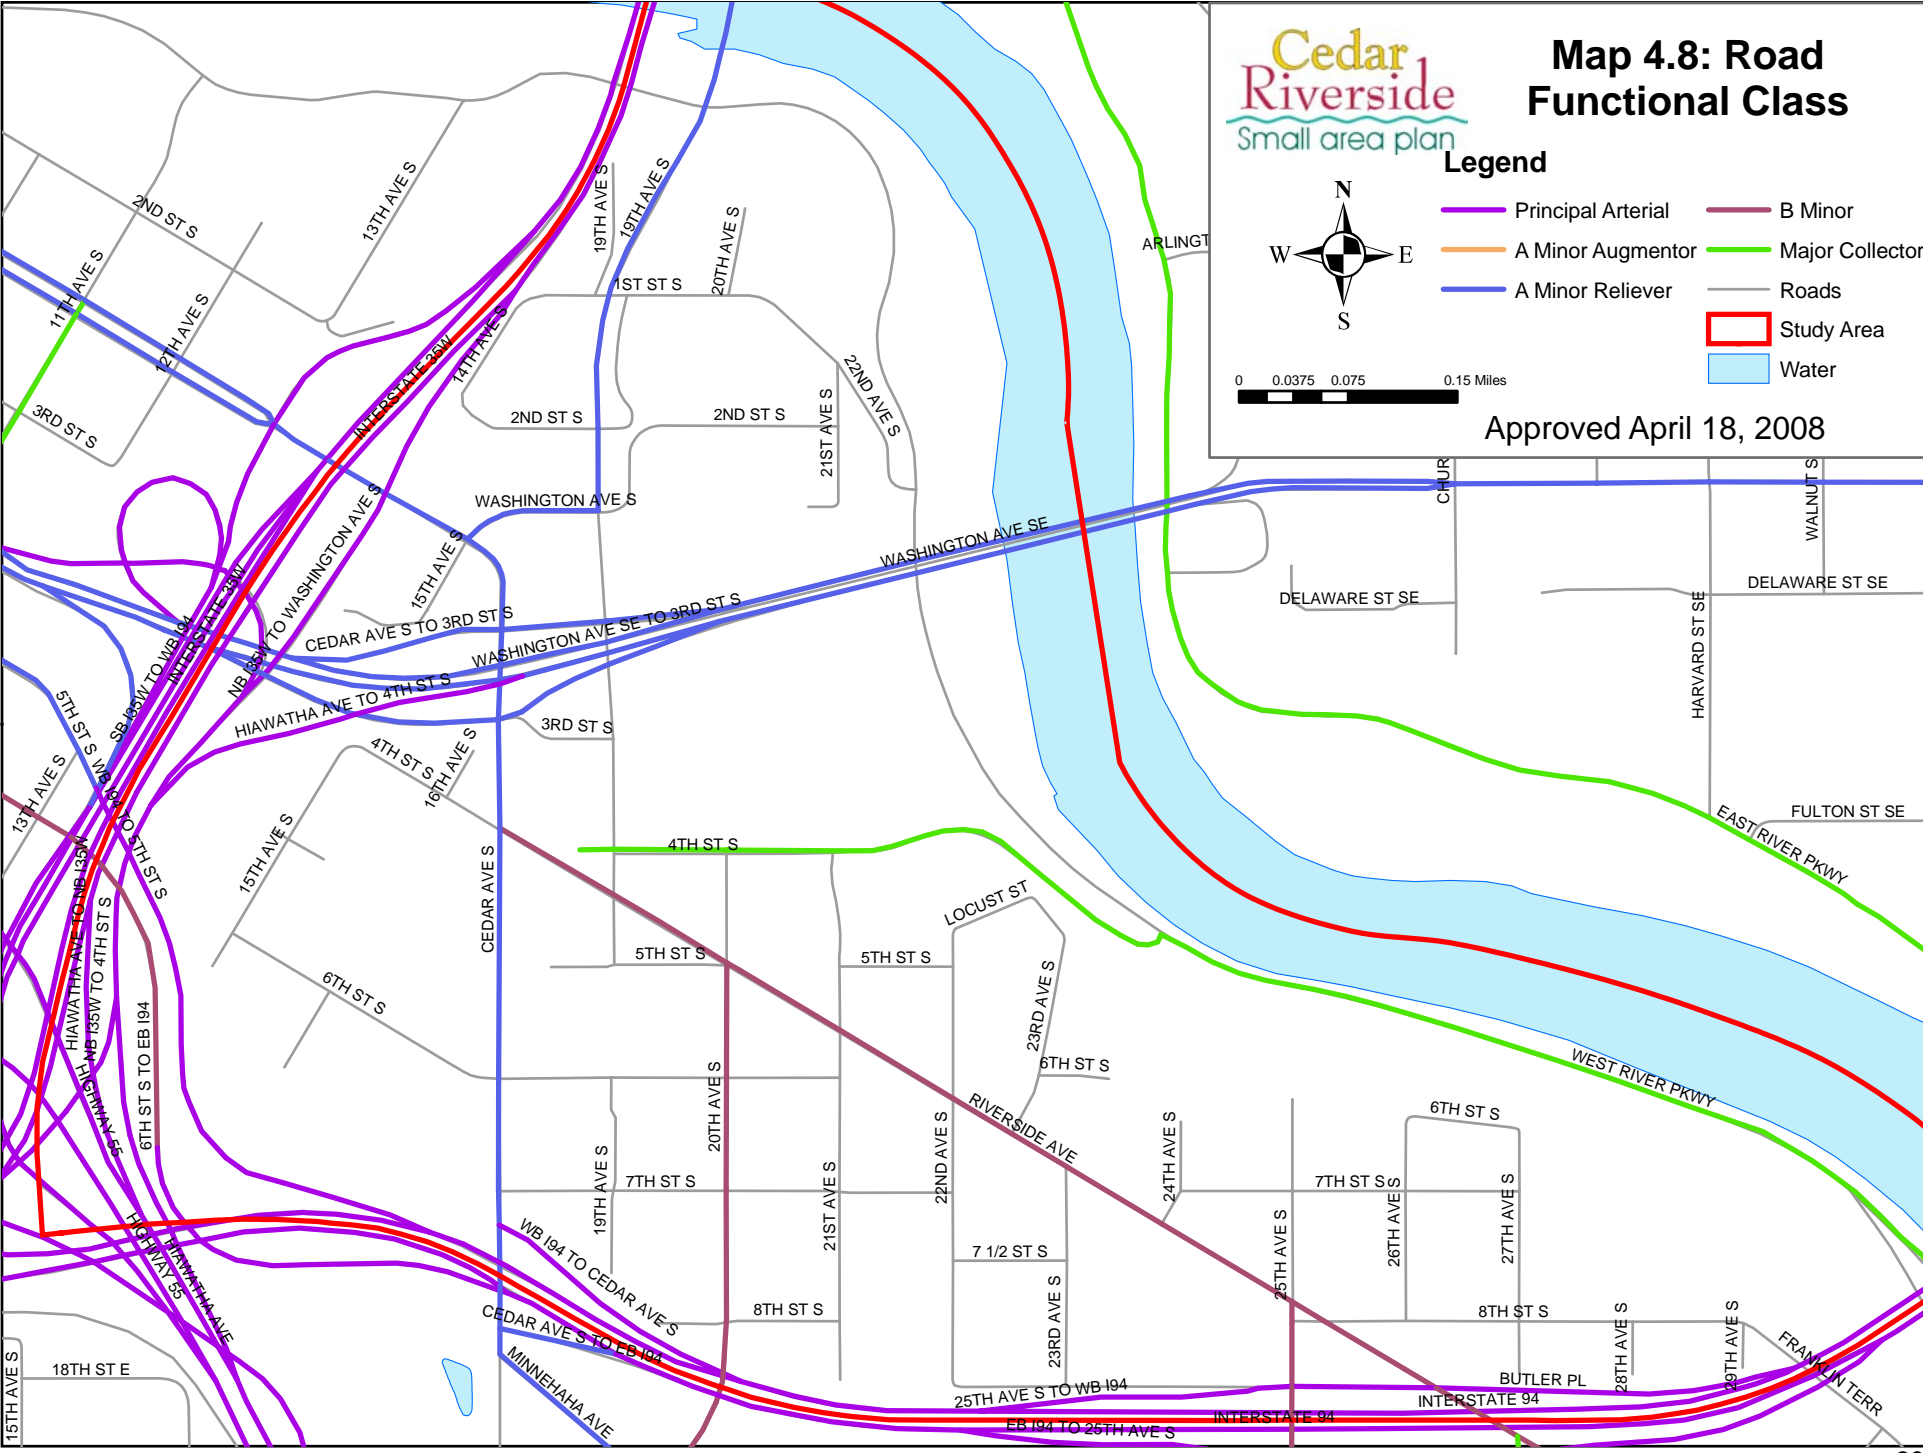 Cedar
Riverside
Small area plan
Map 4.8: Road
Functional Class
Legend
N
W
E
S
Principal Arterial
A Minor Augmentor
A Minor Reliever
B Minor
Major Collector
Roads
Study Area
Water
0 0.0375 0.075 0.15 Miles
Approved April 18, 2008
2ND ST S
13TH AVE S
19TH AVE S
19TH AVE S
20TH AVE S
ARLINGT
11TH AVE S
12TH AVE S
1ST ST S
INTERSTATE 35W
14TH AVE S
22ND AVE S
3RD ST S
2ND ST S
2ND ST S
21ST AVE S
WASHINGTON AVE S
CHUR
WALNUT S
WASHINGTON AVE SE
15TH AVE S
NB I35W TO WASHINGTON AVE S
INTERSTATE 35W
SB I35W TO WB I94
CEDAR AVE S TO 3RD ST S
WASHINGTON AVE SE TO 3RD ST S
HIAWATHA AVE TO 4TH ST S
DELAWARE ST SE
DELAWARE ST SE
HARVARD ST SE
5TH ST S
WB I94 TO 5TH ST S
3RD ST S
4TH ST S
16TH AVE S
13TH AVE S
15TH AVE S
EAST RIVER PKWY
FULTON ST SE
4TH ST S
CEDAR AVE S
LOCUST ST
HIAWATHA AVE TO NB I35W
NB I35W TO 4TH ST S
6TH ST S TO EB I94
5TH ST S
5TH ST S
6TH ST S
23RD AVE S
6TH ST S
WEST RIVER PKWY
HIGHWAY 55
20TH AVE S
RIVERSIDE AVE
22ND AVE S
24TH AVE S
6TH ST S
7TH ST S
7TH ST S
19TH AVE S
21ST AVE S
26TH AVE S
27TH AVE S
25TH AVE S
HIGHWAY 55
HIAWATHA AVE
WB I94 TO CEDAR AVE S
7 1/2 ST S
23RD AVE S
8TH ST S
8TH ST S
CEDAR AVE S TO EB I94
28TH AVE S
29TH AVE S
FRANKLIN TERR
15TH AVE S
18TH ST E
MINNEHAHA AVE
25TH AVE S TO WB I94
BUTLER PL
INTERSTATE 94
INTERSTATE 94
EB I94 TO 25TH AVE S